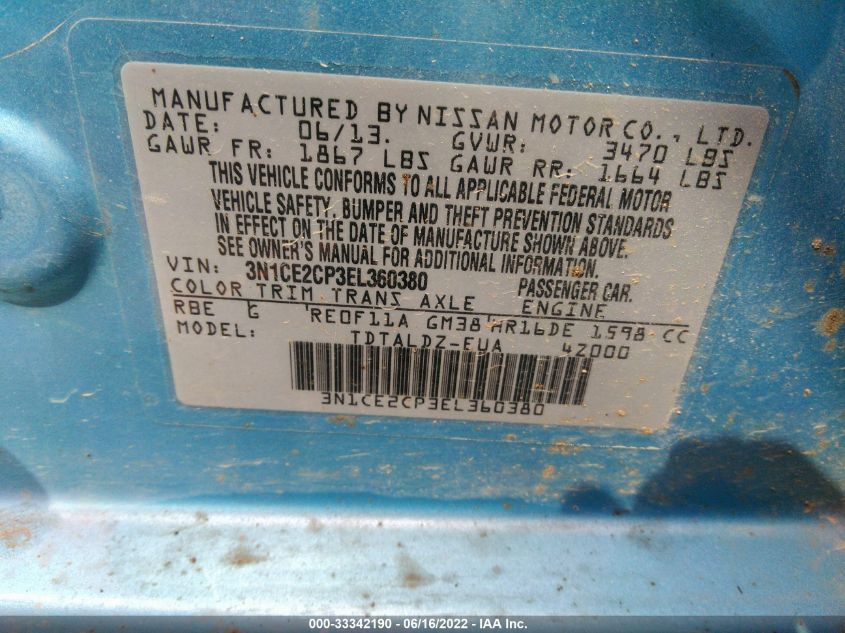 MANUFACTURED BY NISSAN MOTOR CO., LTD.
DATE: 06/13. GVWR: 3470 LBS
GAWR FR: 1867 LBS GAWR RR: 1664 LBS
THIS VEHICLE CONFORMS TO ALL APPLICABLE FEDERAL MOTOR
VEHICLE SAFETY, BUMPER AND THEFT PREVENTION STANDARDS
IN EFFECT ON THE DATE OF MANUFACTURE SHOWN ABOVE.
SEE OWNER'S MANUAL FOR ADDITIONAL INFORMATION.
VIN: 3N1CE2CP3EL360380 PASSENGER CAR.
COLOR TRIM TRANS AXLE ENGINE
RBE G RE0F11A GM38 HR16DE 1598 CC
MODEL: TDTALDZ-EUA 4Z000
3N1CE2CP3EL360380
000-33342190 - 06/16/2022 - IAA Inc.